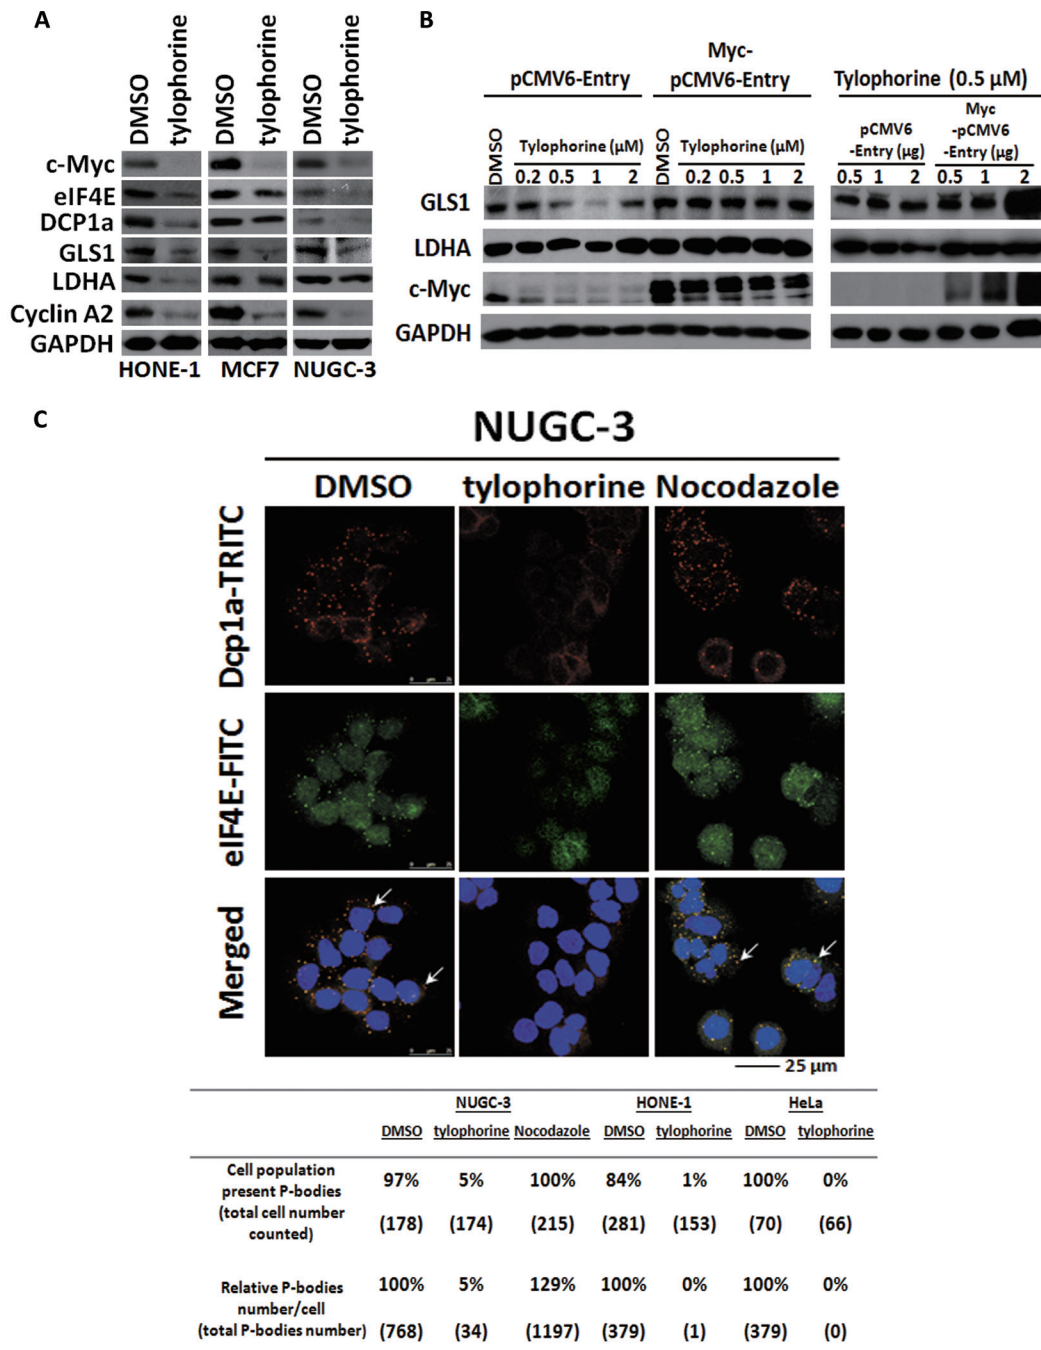 A
DMSO
tylophorine
DMSO
tylophorine
DMSO
tylophorine
c-Myc
eIF4E
DCP1a
GLS1
LDHA
Cyclin A2
GAPDH
HONE-1 MCF7 NUGC-3
B
pCMV6-Entry
Myc-
pCMV6-Entry
Tylophorine (0.5 μM)
DMSO
Tylophorine (μM)
0.2 0.5 1 2
DMSO
Tylophorine (μM)
0.2 0.5 1 2
pCMV6
-Entry (μg)
0.5 1 2
Myc
-pCMV6
-Entry (μg)
0.5 1 2
GLS1
LDHA
c-Myc
GAPDH
C
NUGC-3
DMSO tylophorine Nocodazole
Dcp1a-TRITC
eIF4E-FITC
Merged
25 μm
NUGC-3 HONE-1 HeLa
DMSO tylophorine Nocodazole DMSO tylophorine DMSO tylophorine
Cell population
present P-bodies
(total cell number
counted)
97% 5% 100% 84% 1% 100% 0%
(178) (174) (215) (281) (153) (70) (66)
Relative P-bodies
number/cell
(total P-bodies number)
100% 5% 129% 100% 0% 100% 0%
(768) (34) (1197) (379) (1) (379) (0)